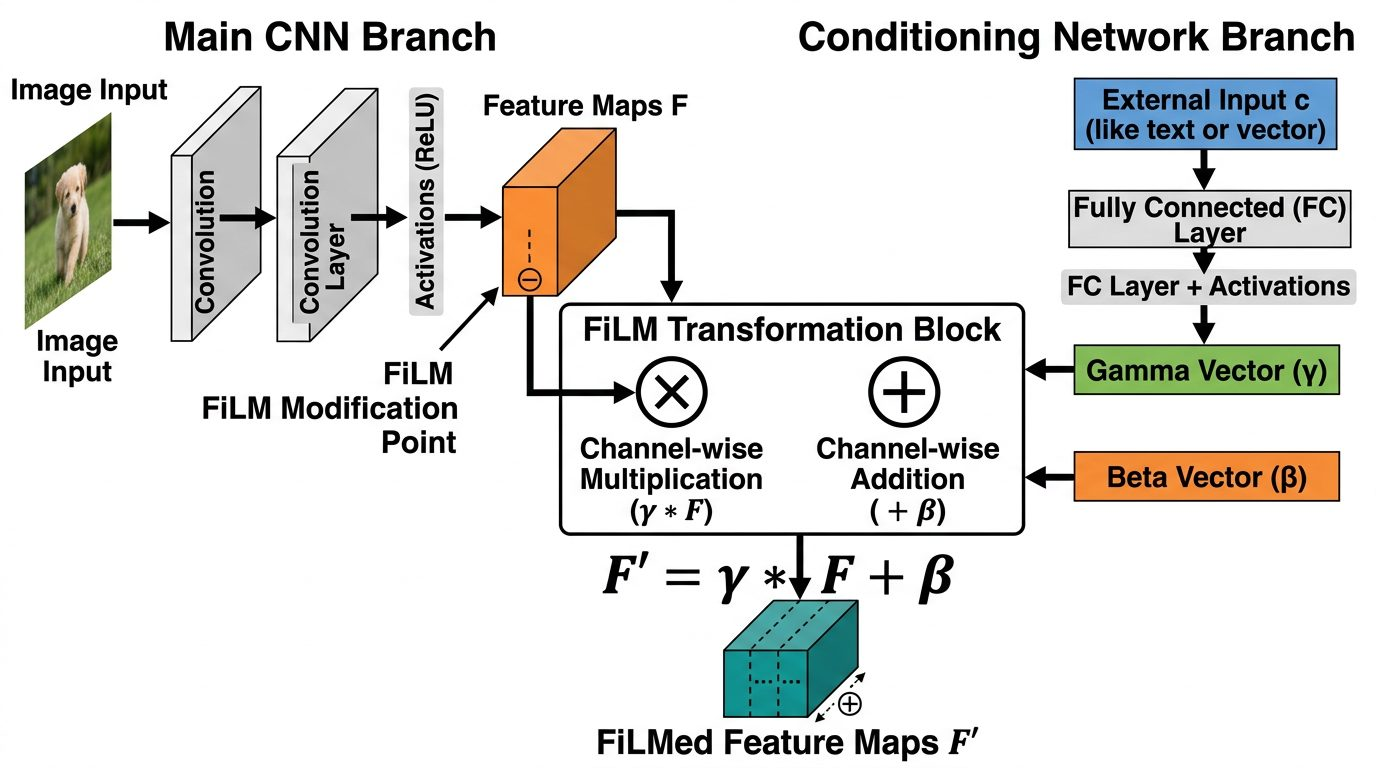 Main CNN Branch
Conditioning Network Branch
Image Input
Convolution
Convolution
Layer
Activations (ReLU)
Feature Maps F
Image
Input
FiLM
FiLM Modification
Point
External Input c
(like text or vector)
Fully Connected (FC)
Layer
FC Layer + Activations
Gamma Vector (γ)
Beta Vector (β)
FiLM Transformation Block
Channel-wise
Multiplication
(γ * F)
Channel-wise
Addition
( + β)
F′ = γ * F + β
FiLMed Feature Maps F′